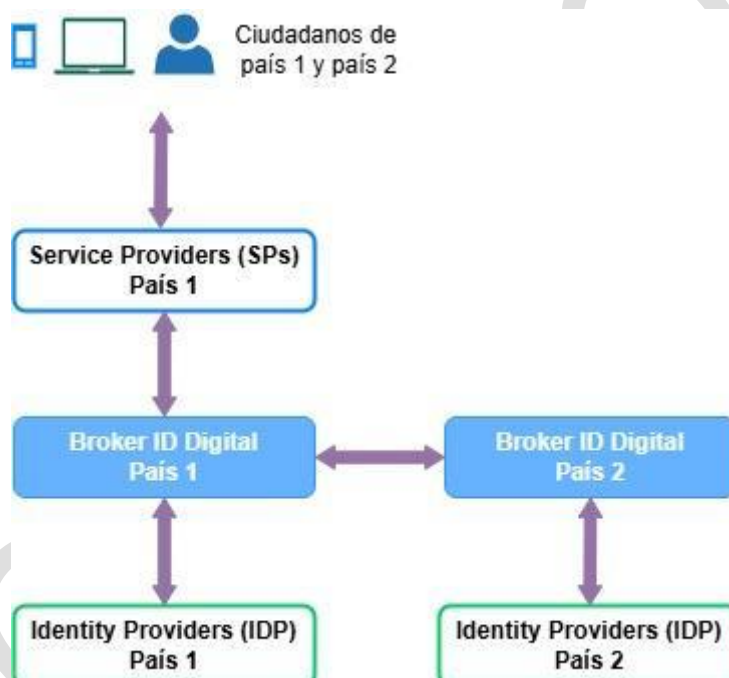 Ciudadanos de
país 1 y país 2
Service Providers (SPs)
País 1
Broker ID Digital
País 1
Broker ID Digital
País 2
Identity Providers (IDP)
País 1
Identity Providers (IDP)
País 2